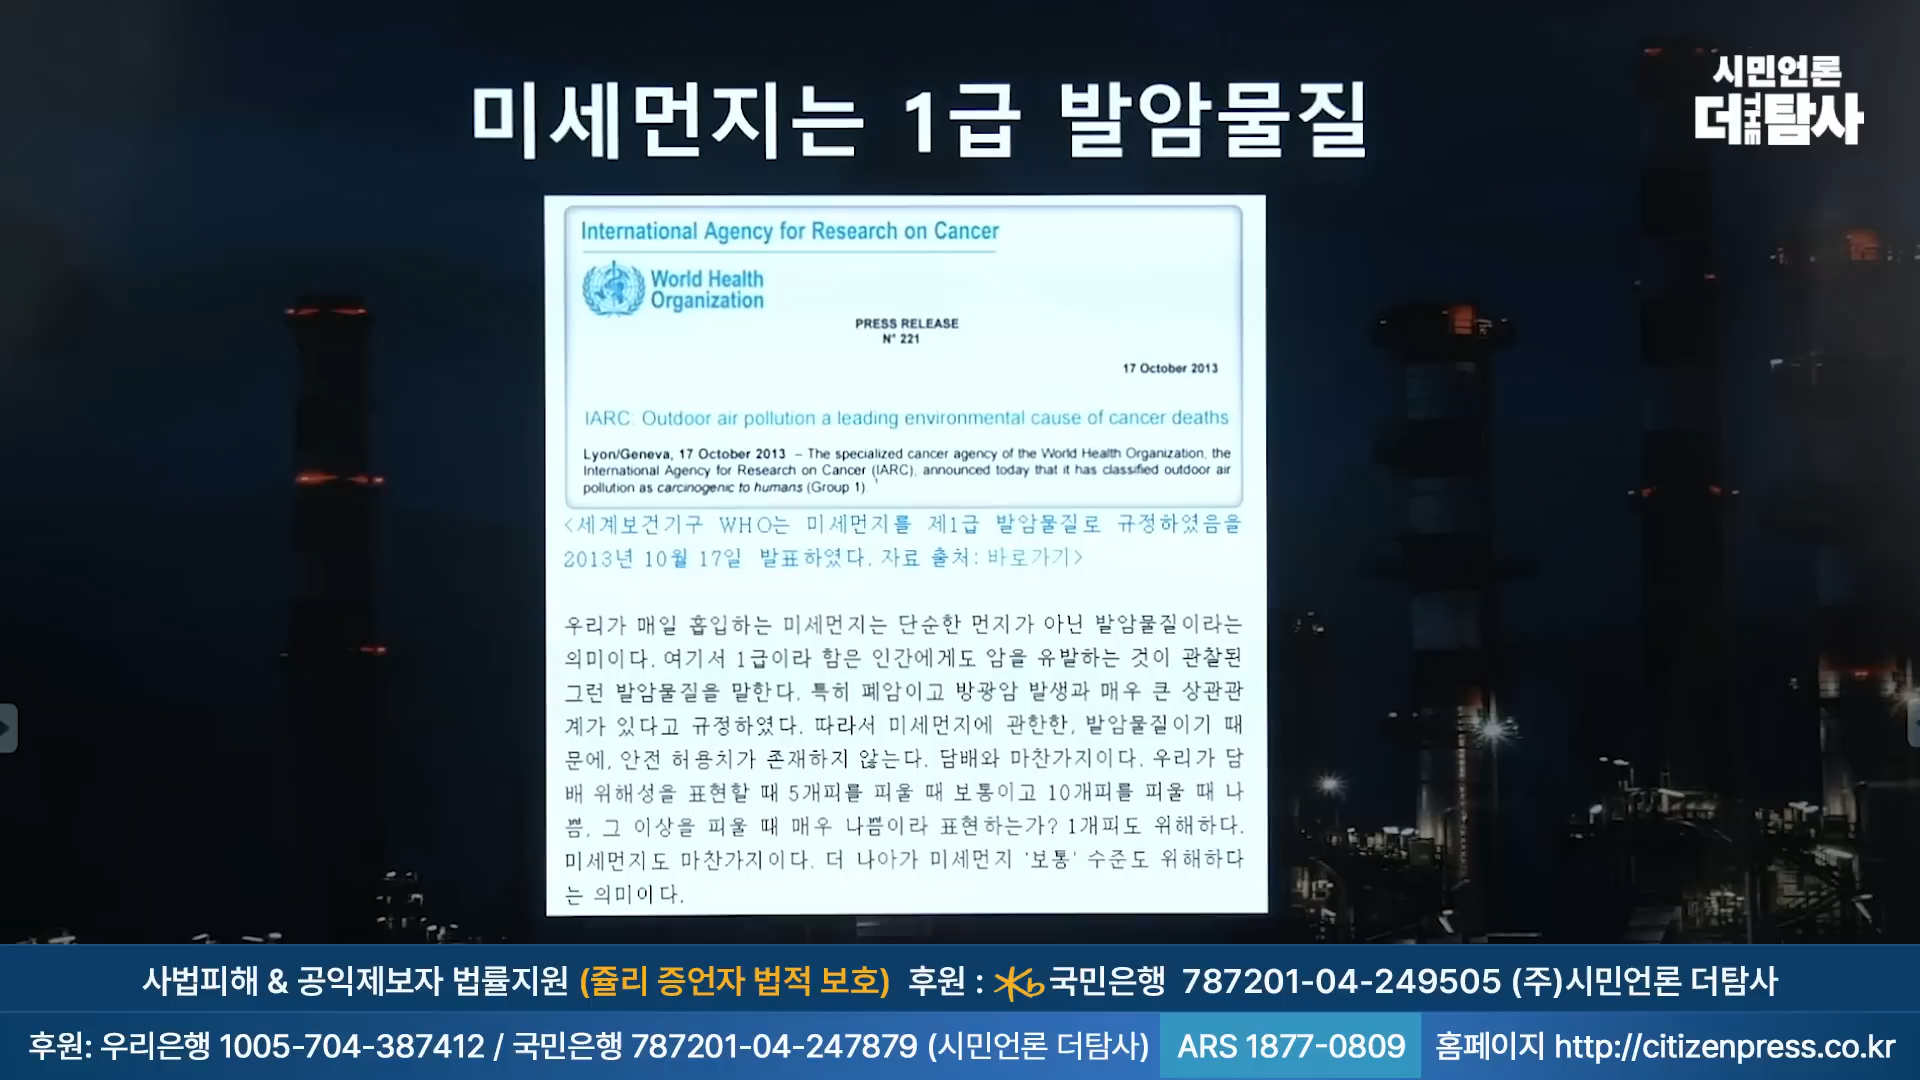 미세먼지는 1급 발암물질
시민언론
더탐사
International Agency for Research on Cancer
World Health
Organization
PRESS RELEASE
N° 221
17 October 2013
IARC: Outdoor air pollution a leading environmental cause of cancer deaths
Lyon/Geneva, 17 October 2013 – The specialized cancer agency of the World Health Organization, the
International Agency for Research on Cancer (IARC), announced today that it has classified outdoor air
pollution as carcinogenic to humans (Group 1).
<세계보건기구 WHO는 미세먼지를 제1급 발암물질로 규정하였음을
2013년 10월 17일 발표하였다. 자료 출처: 바로가기>
우리가 매일 흡입하는 미세먼지는 단순한 먼지가 아닌 발암물질이라는
의미이다. 여기서 1급이라 함은 인간에게도 암을 유발하는 것이 관찰된
그런 발암물질을 말한다. 특히 폐암이고 방광암 발생과 매우 큰 상관관
계가 있다고 규정하였다. 따라서 미세먼지에 관한한, 발암물질이기 때
문에, 안전 허용치가 존재하지 않는다. 담배와 마찬가지이다. 우리가 담
배 위해성을 표현할 때 5개피를 피울 때 보통이고 10개피를 피울 때 나
쁨, 그 이상을 피울 때 매우 나쁨이라 표현하는가? 1개피도 위해하다.
미세먼지도 마찬가지이다. 더 나아가 미세먼지 '보통' 수준도 위해하다
는 의미이다.
사법피해 & 공익제보자 법률지원 (쥴리 증언자 법적 보호) 후원 : 국민은행 787201-04-249505 (주)시민언론 더탐사
후원: 우리은행 1005-704-387412 / 국민은행 787201-04-247879 (시민언론 더탐사) ARS 1877-0809 홈페이지 http://citizenpress.co.kr